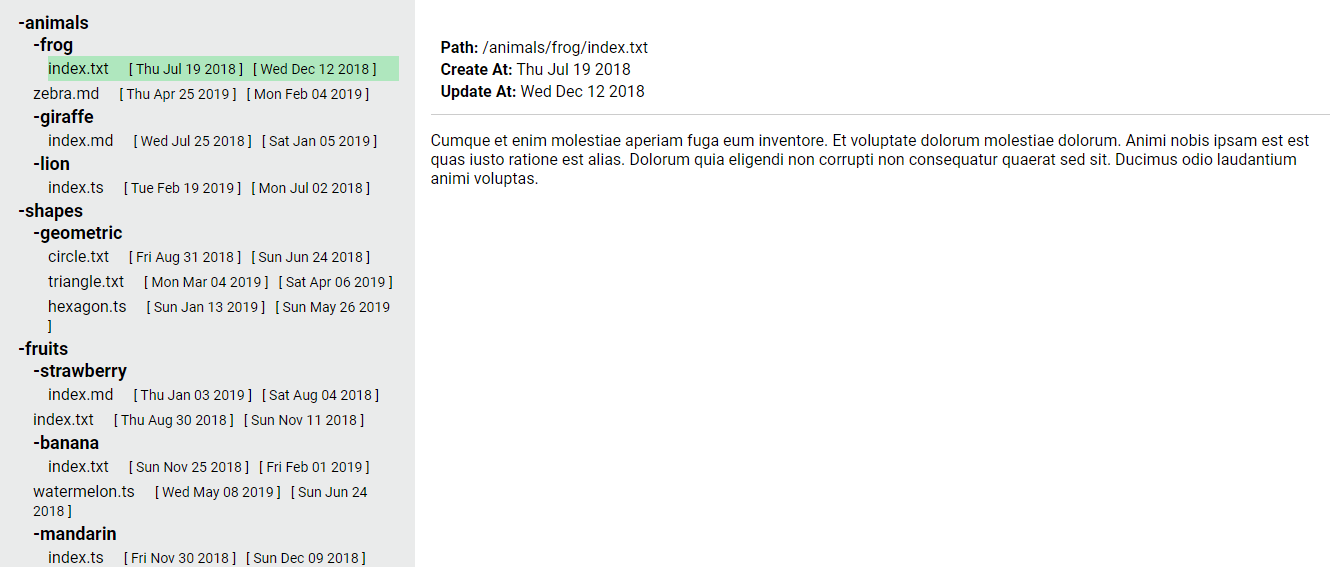 -animals
-frog
index.txt [ Thu Jul 19 2018 ] [ Wed Dec 12 2018 ]
zebra.md [ Thu Apr 25 2019 ] [ Mon Feb 04 2019 ]
-giraffe
index.md [ Wed Jul 25 2018 ] [ Sat Jan 05 2019 ]
-lion
index.ts [ Tue Feb 19 2019 ] [ Mon Jul 02 2018 ]
-shapes
-geometric
circle.txt [ Fri Aug 31 2018 ] [ Sun Jun 24 2018 ]
triangle.txt [ Mon Mar 04 2019 ] [ Sat Apr 06 2019 ]
hexagon.ts [ Sun Jan 13 2019 ] [ Sun May 26 2019
]
-fruits
-strawberry
index.md [ Thu Jan 03 2019 ] [ Sat Aug 04 2018 ]
index.txt [ Thu Aug 30 2018 ] [ Sun Nov 11 2018 ]
-banana
index.txt [ Sun Nov 25 2018 ] [ Fri Feb 01 2019 ]
watermelon.ts [ Wed May 08 2019 ] [ Sun Jun 24
2018 ]
-mandarin
index.ts [ Fri Nov 30 2018 ] [ Sun Dec 09 2018 ]
Path: /animals/frog/index.txt
Create At: Thu Jul 19 2018
Update At: Wed Dec 12 2018
Cumque et enim molestiae aperiam fuga eum inventore. Et voluptate dolorum molestiae dolorum. Animi nobis ipsam est est
quas iusto ratione est alias. Dolorum quia eligendi non corrupti non consequatur quaerat sed sit. Ducimus odio laudantium
animi voluptas.